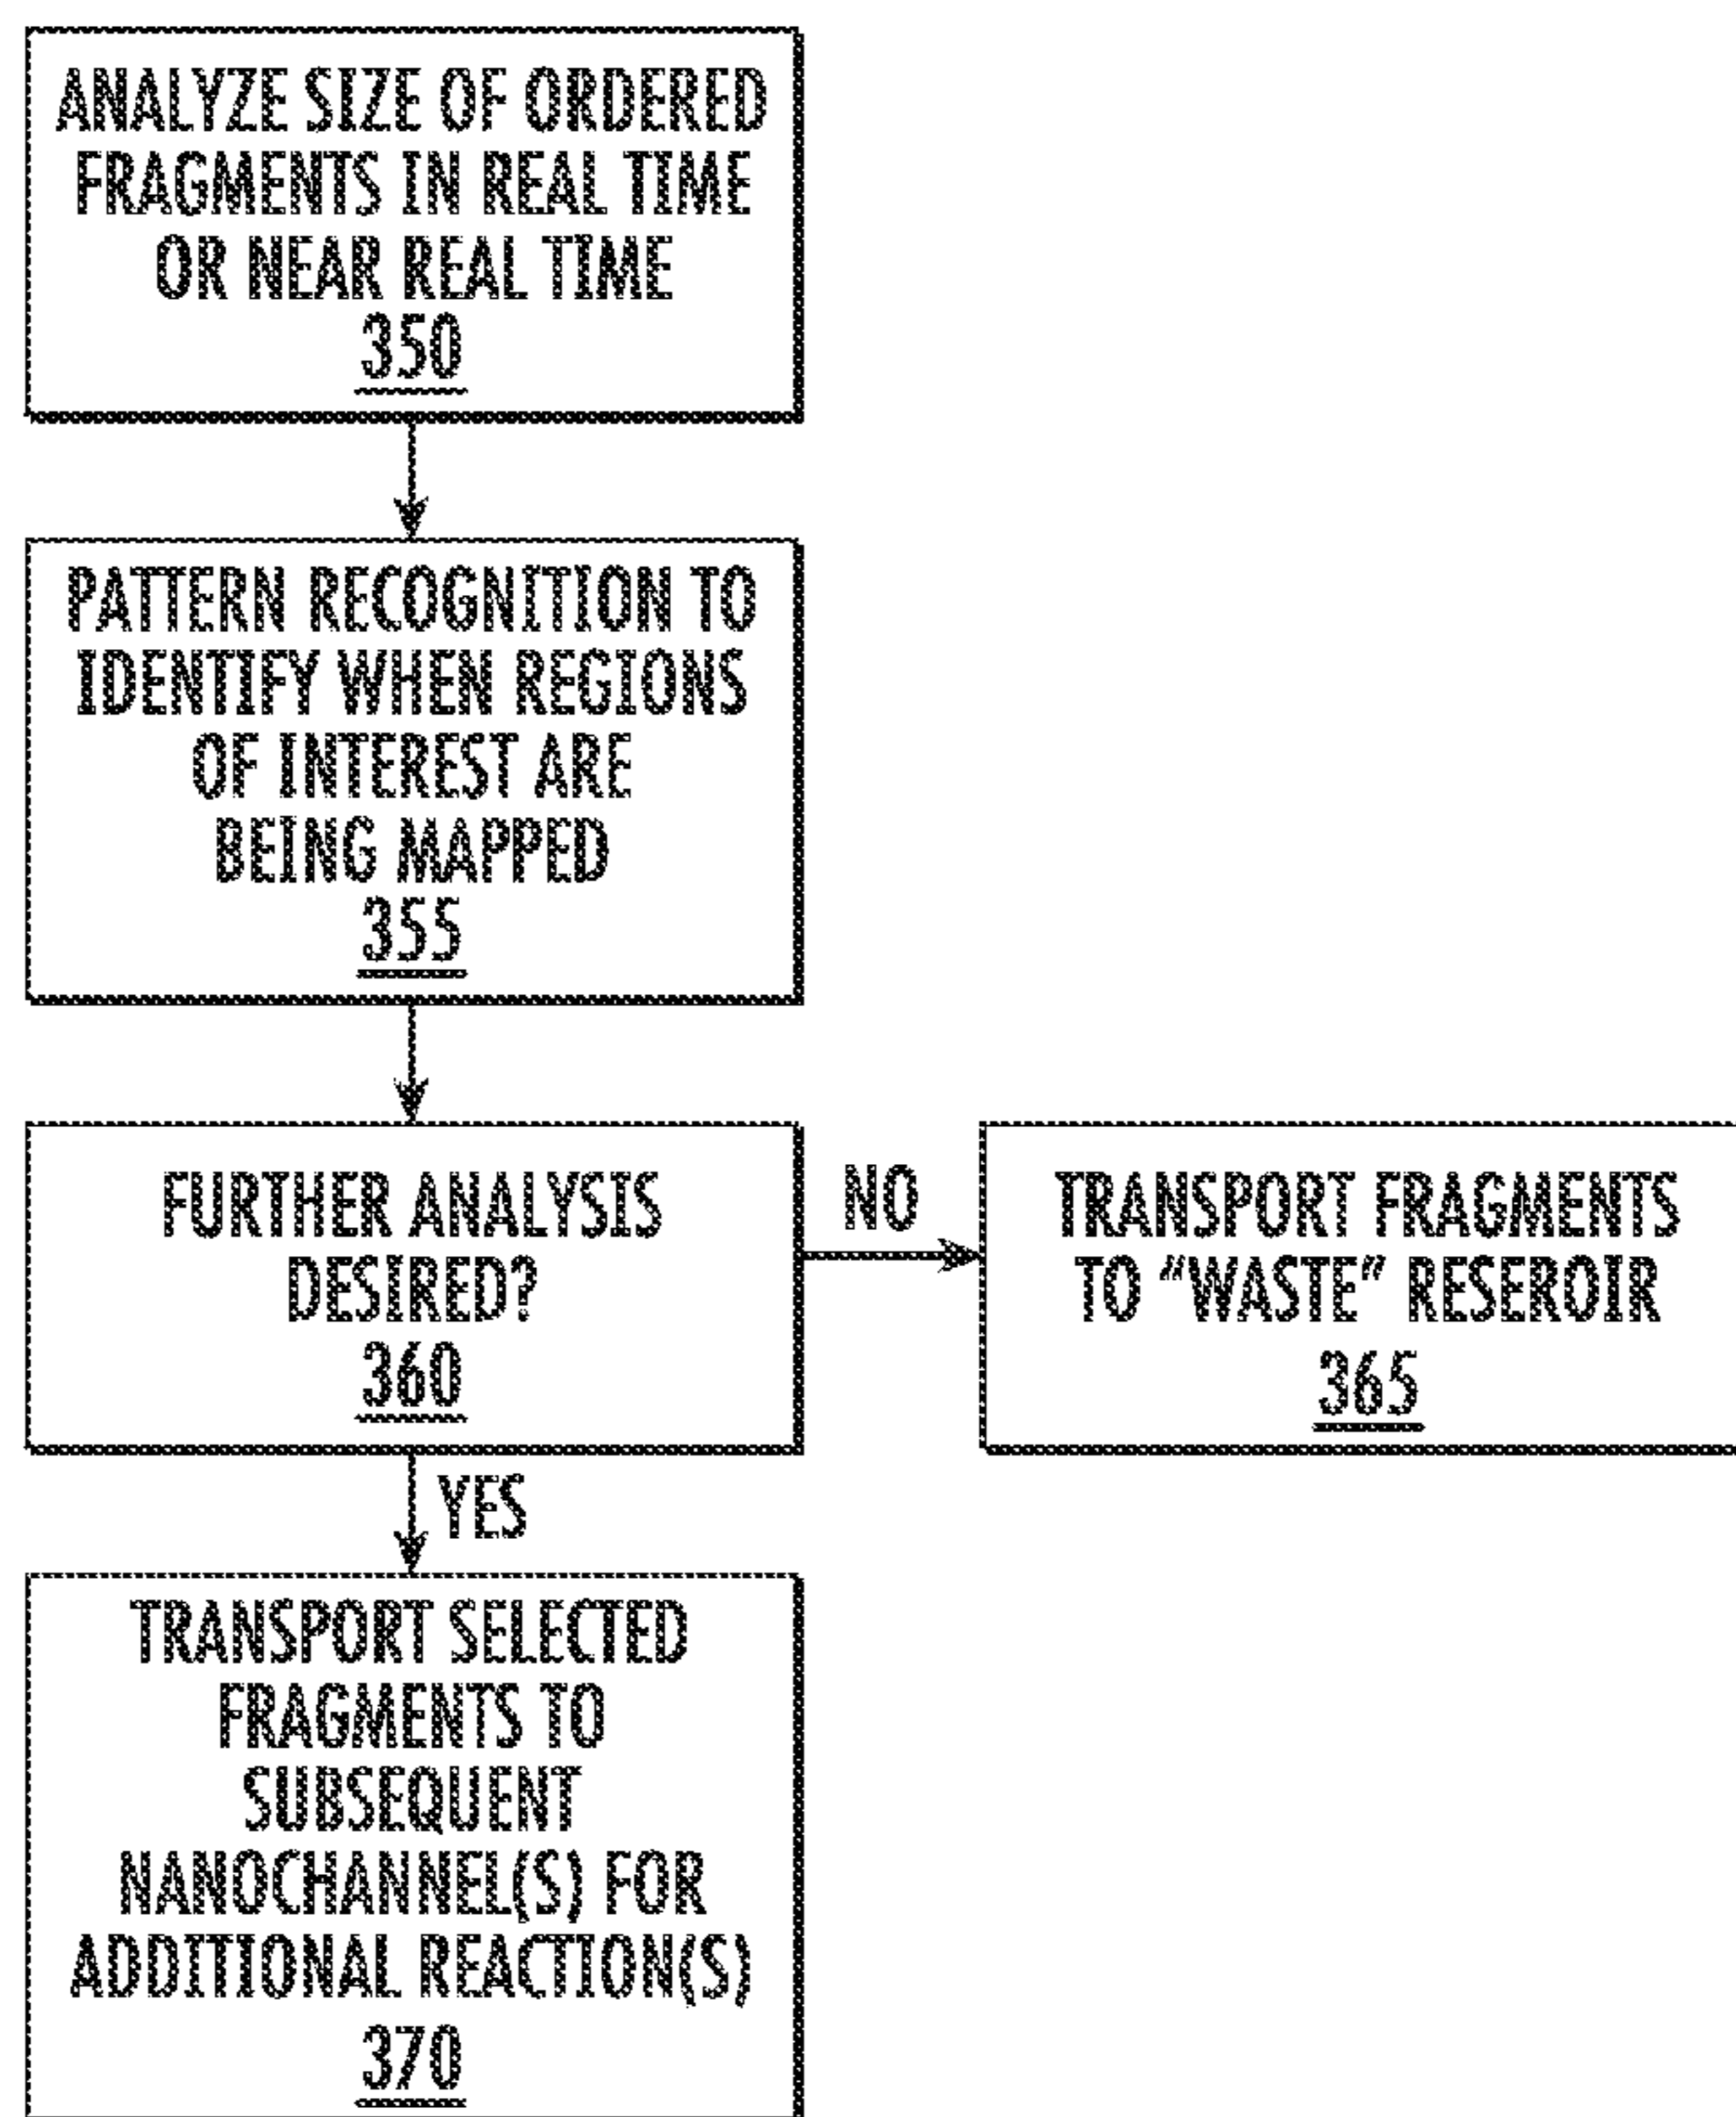 ANALYZE SIZE OF ORDERED
FRAGMENTS IN REAL TIME
OR NEAR REAL TIME
350
PATTERN RECOGNITION TO
IDENTIFY WHEN REGIONS
OF INTEREST ARE
BEING MAPPED
355
FURTHER ANALYSIS
DESIRED?
360
NO
TRANSPORT FRAGMENTS
TO “WASTE” RESEROIR
365
YES
TRANSPORT SELECTED
FRAGMENTS TO
SUBSEQUENT
NANOCHANNEL(S) FOR
ADDITIONAL REACTION(S)
370